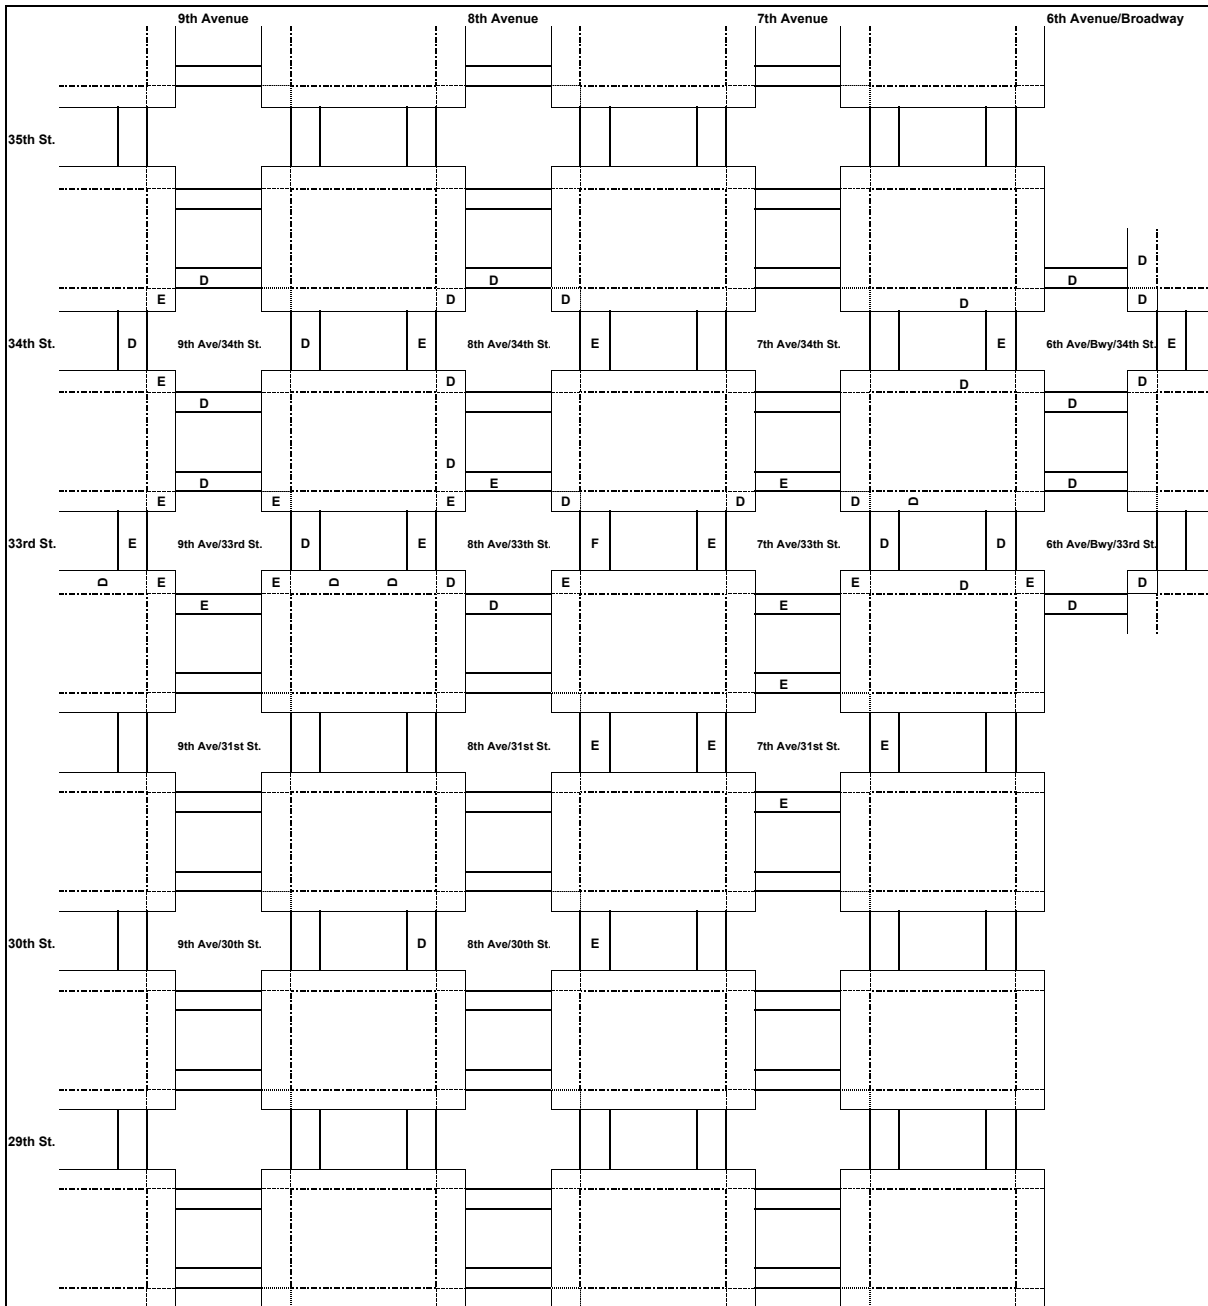 9th Avenue 8th Avenue 7th Avenue 6th Avenue/Broadway
35th St.
D
D D D
E D D D D
34th St. D 9th Ave/34th St. D E 8th Ave/34th St. E 7th Ave/34th St. E 6th Ave/Bwy/34th St. E
E D D D
D D
D
D E E D
E E E D D D D
33rd St. E 9th Ave/33rd St. D E 8th Ave/33th St. F E 7th Ave/33th St. D D 6th Ave/Bwy/33rd St.
D E E D D D E E D E D
E D E D
E
9th Ave/31st St. 8th Ave/31st St. E E 7th Ave/31st St. E
E
30th St. 9th Ave/30th St. D 8th Ave/30th St. E
29th St.